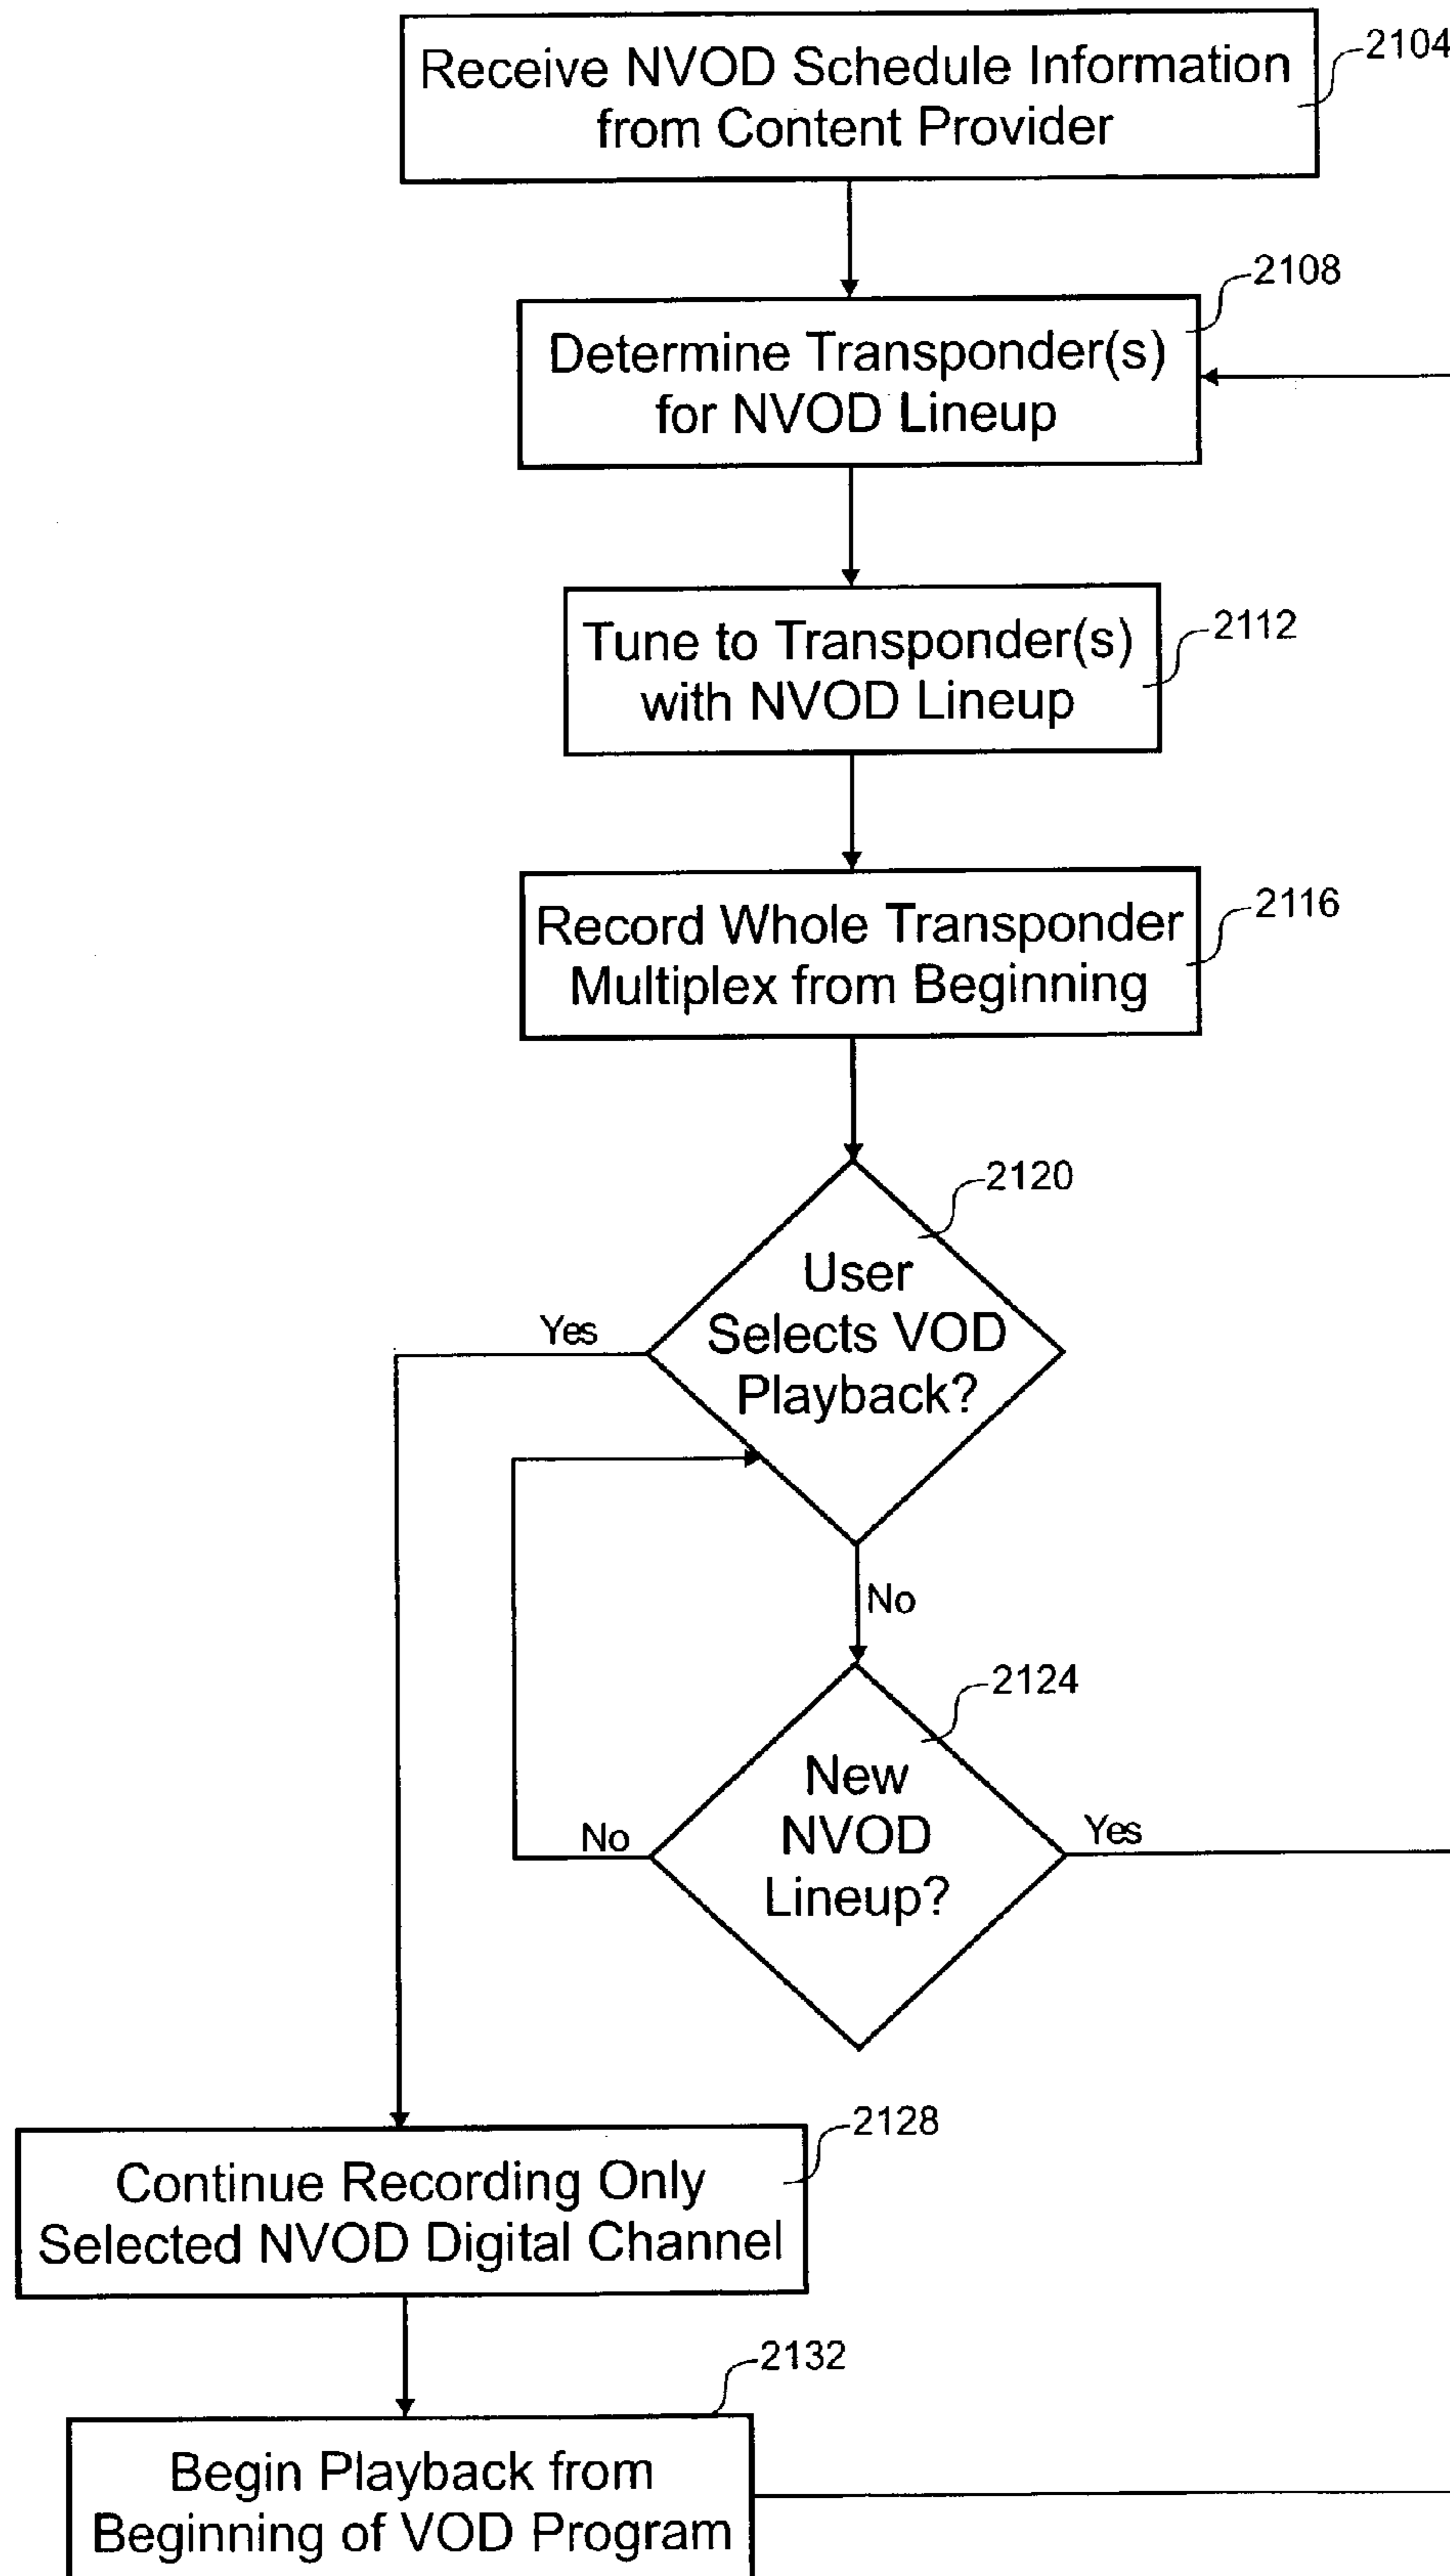 Receive NVOD Schedule Information
from Content Provider
2104
2108
Determine Transponder(s)
for NVOD Lineup
Tune to Transponder(s)
with NVOD Lineup
2112
Record Whole Transponder
Multiplex from Beginning
2116
2120
User
Selects VOD
Playback?
Yes
No
2124
New
NVOD
Lineup?
No
Yes
2128
Continue Recording Only
Selected NVOD Digital Channel
2132
Begin Playback from
Beginning of VOD Program